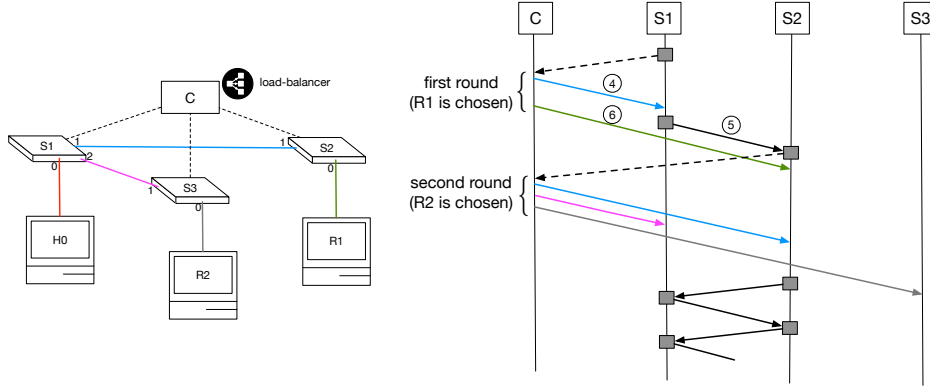 C
load-balancer
S1
1
2
0
1
S2
0
1
S3
0
H0
R2
R1
C
S1
S2
S3
first round
(R1 is chosen)
4
6
5
second round
(R2 is chosen)